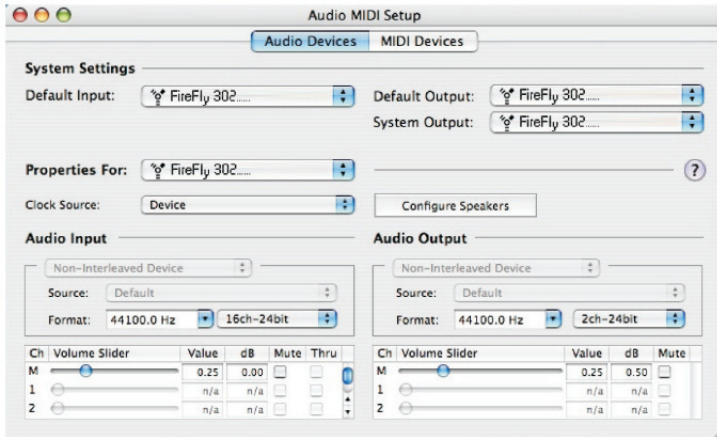 Audio MIDI Setup
Audio Devices MIDI Devices
System Settings
Default Input: FireFly 302.....
Default Output: FireFly 302.....
System Output: FireFly 302.....
Properties For: FireFly 302.....
?
Clock Source: Device
Configure Speakers
Audio Input
Audio Output
Non-Interleaved Device
Source: Default
Format: 44100.0 Hz 16ch-24bit
Non-Interleaved Device
Source: Default
Format: 44100.0 Hz 2ch-24bit
Ch Volume Slider Value dB Mute Thru
M 0.25 0.00
1 n/a n/a
2 n/a n/a
Ch Volume Slider Value dB Mute
M 0.25 0.50
1 n/a n/a
2 n/a n/a